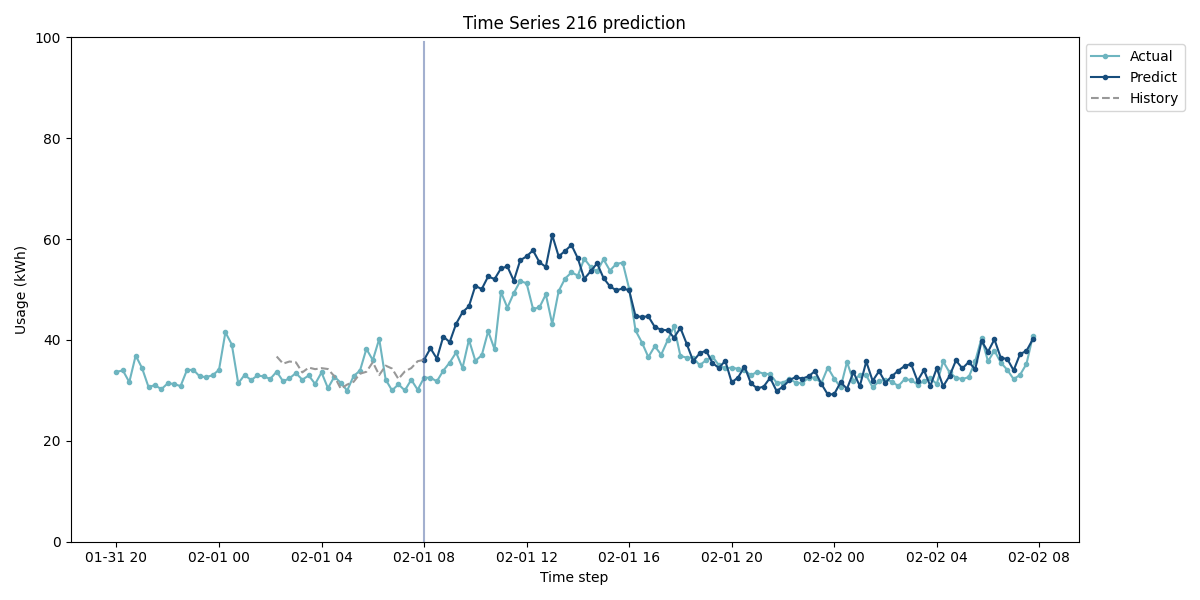 Time Series 216 prediction
100
80
60
40
20
0
Usage (kWh)
01-31 20
02-01 00
02-01 04
02-01 08
02-01 12
02-01 16
02-01 20
02-02 00
02-02 04
02-02 08
Time step
Actual
Predict
History